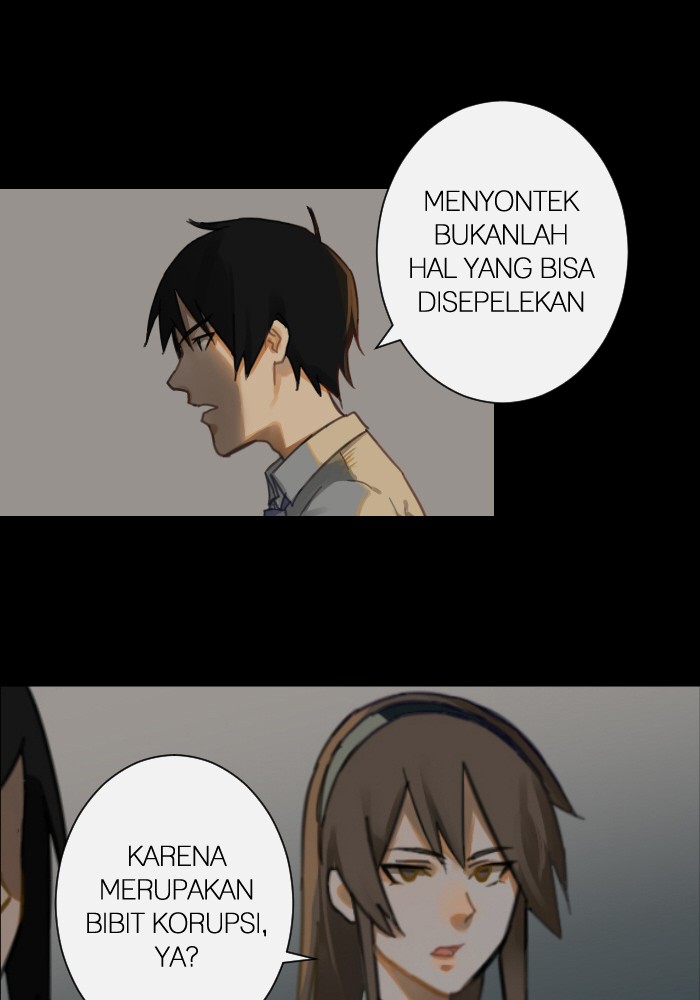 MENYONTEK
BUKANLAH
HAL YANG BISA
DISEPELEKAN
KARENA
MERUPAKAN
BIBIT KORUPSI,
YA?